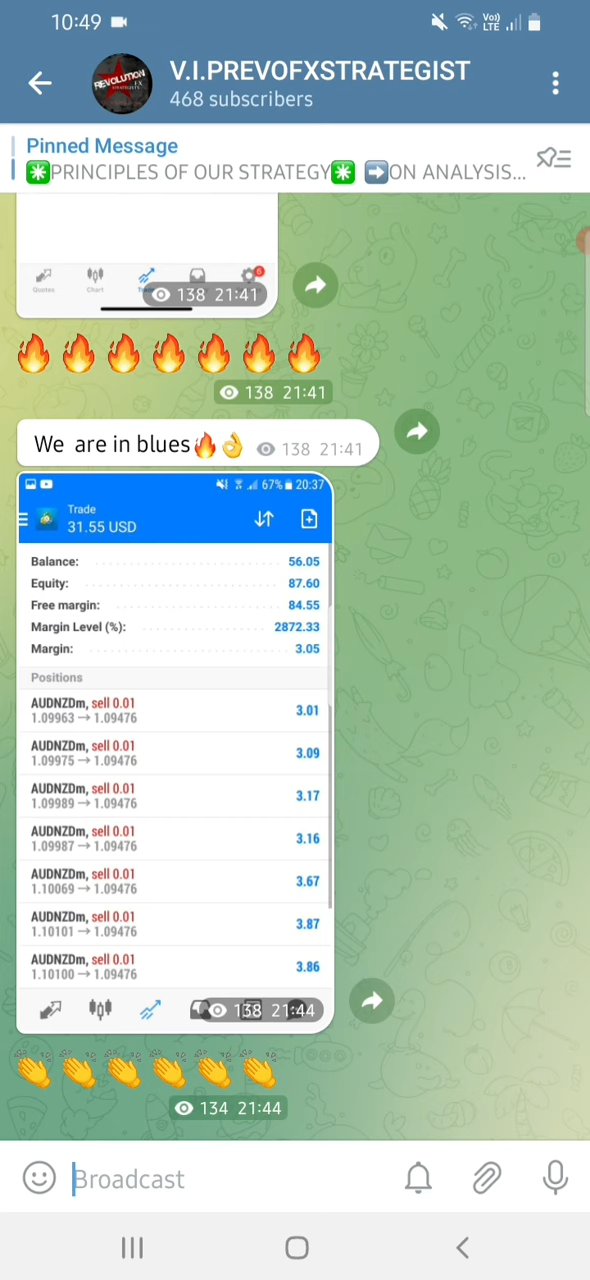 10:49
Vo)) LTE
REVOLUTION FX
V.I.PREVOFXSTRATEGIST
468 subscribers
Pinned Message
✳️PRINCIPLES OF OUR STRATEGY✳️ ➡️ON ANALYSIS...
Quotes Chart 6
138 21:41
🔥🔥🔥🔥🔥🔥🔥
138 21:41
We are in blues🔥👌 138 21:41
67% 20:37
Trade
31.55 USD
Balance: 56.05
Equity: 87.60
Free margin: 84.55
Margin Level (%): 2872.33
Margin: 3.05
Positions
AUDNZDm, sell 0.01
1.09963 → 1.09476 3.01
AUDNZDm, sell 0.01
1.09975 → 1.09476 3.09
AUDNZDm, sell 0.01
1.09989 → 1.09476 3.17
AUDNZDm, sell 0.01
1.09987 → 1.09476 3.16
AUDNZDm, sell 0.01
1.10069 → 1.09476 3.67
AUDNZDm, sell 0.01
1.10101 → 1.09476 3.87
AUDNZDm, sell 0.01
1.10100 → 1.09476 3.86
138 21:44
👏👏👏👏👏👏
134 21:44
Broadcast